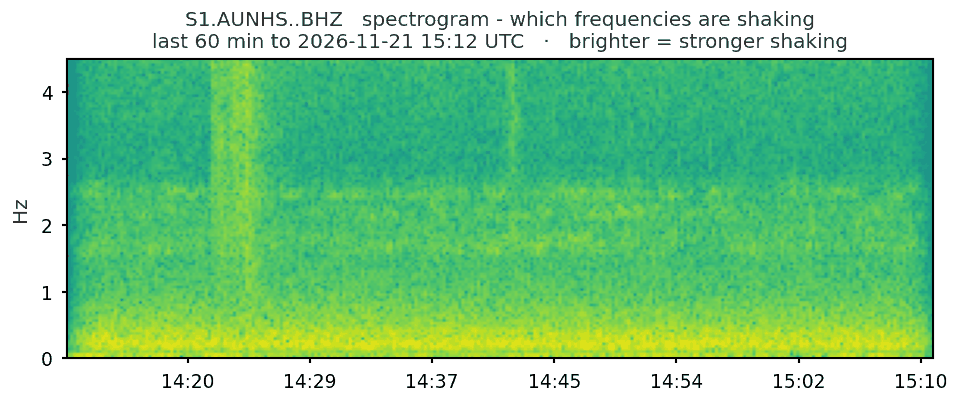 S1.AUNHS..BHZ   spectrogram - which frequencies are shaking
last 60 min to 2026-11-21 15:12 UTC   ·   brighter = stronger shaking
4
3
2
1
0
Hz
14:20 14:29 14:37 14:45 14:54 15:02 15:10